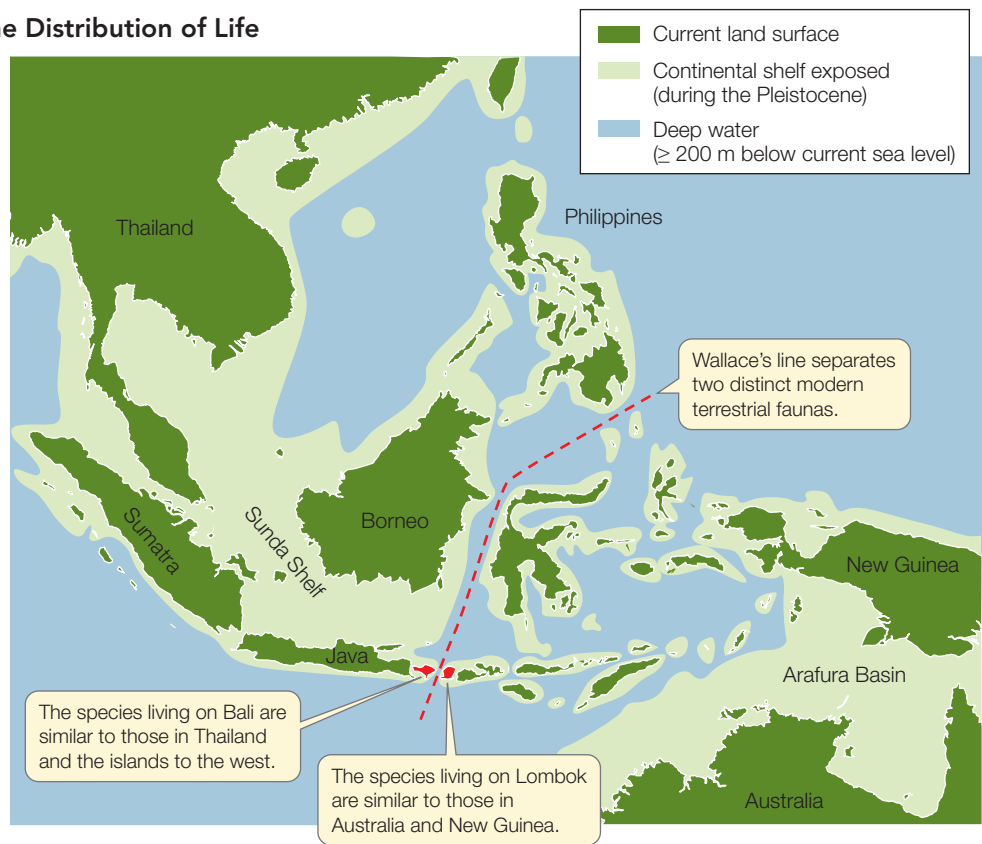 e Distribution of Life
Current land surface
Continental shelf exposed
(during the Pleistocene)
Deep water
(≥ 200 m below current sea level)
Thailand
Philippines
Wallace’s line separates
two distinct modern
terrestrial faunas.
Sumatra
Sunda Shelf
Borneo
New Guinea
Java
Arafura Basin
The species living on Bali are
similar to those in Thailand
and the islands to the west.
The species living on Lombok
are similar to those in
Australia and New Guinea.
Australia